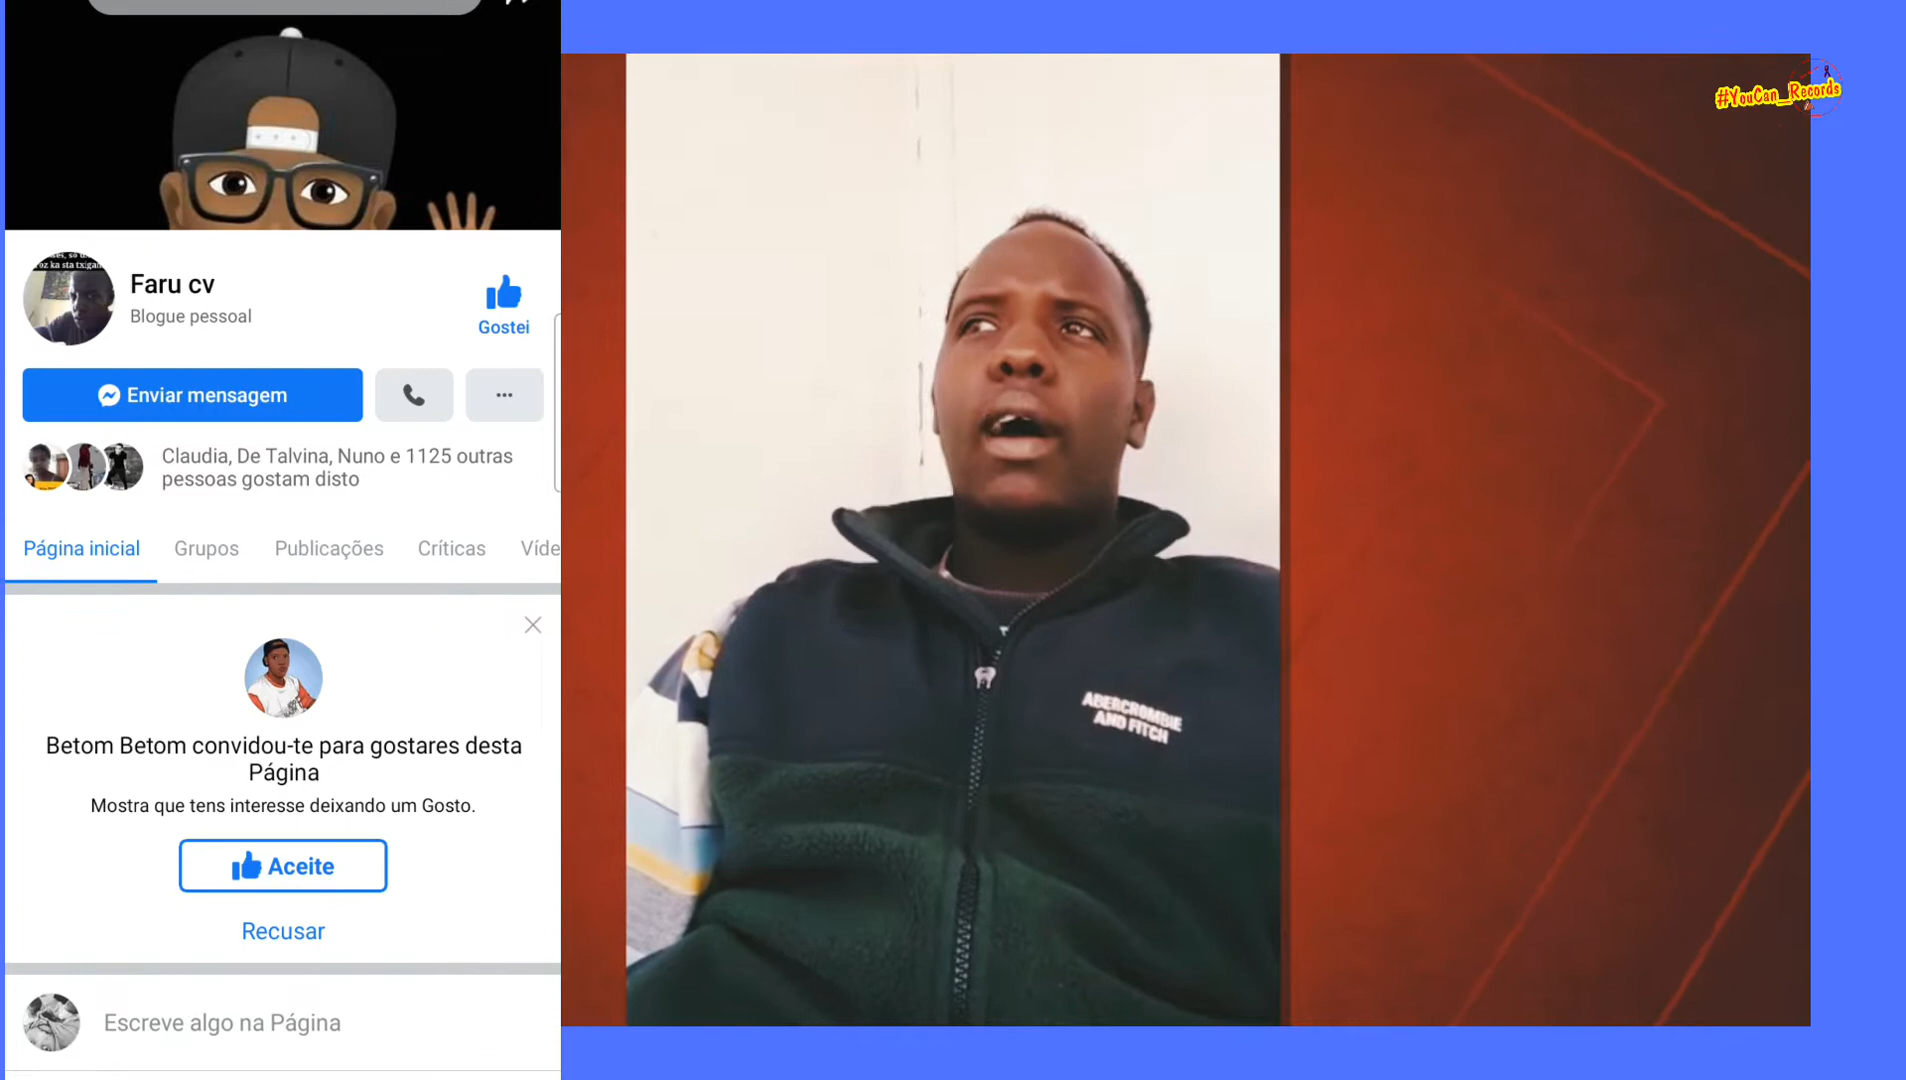 Faru cv
Blogue pessoal
Gostei
Enviar mensagem
Claudia, De Talvina, Nuno e 1125 outras
pessoas gostam disto
Página inicial
Grupos
Publicações
Críticas
Víde
Betom Betom convidou-te para gostares desta
Página
Mostra que tens interesse deixando um Gosto.
Aceite
Recusar
Escreve algo na Página
ABERCROMBIE
AND FITCH
#YouCan_Records